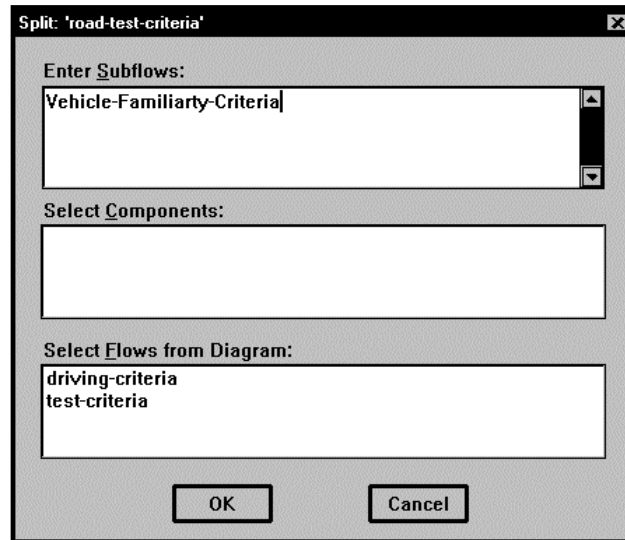 Split: 'road-test-criteria'
Enter Subflows:
Vehicle-Familiarty-Criteria
Select Components:
Select Flows from Diagram:
driving-criteria
test-criteria
OK Cancel